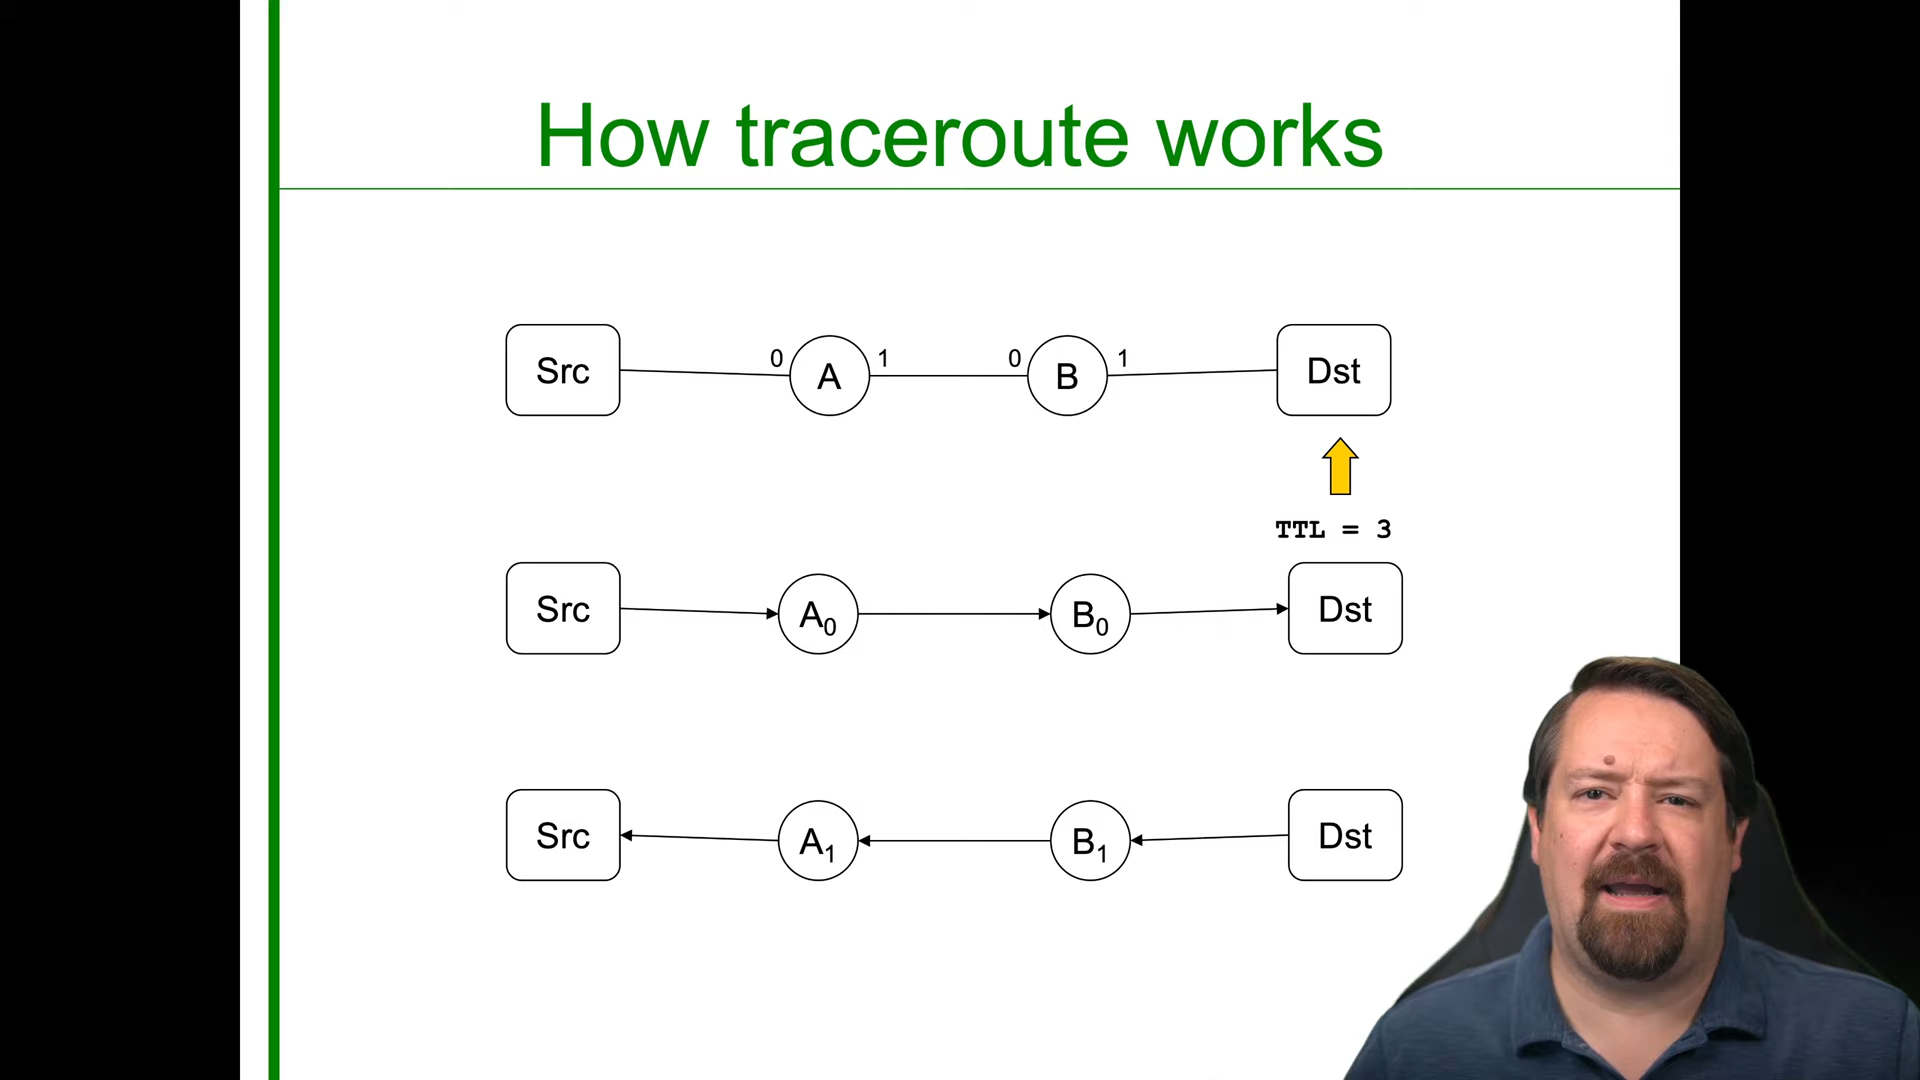 How traceroute works
Src 0 A 1 0 B 1 Dst
TTL = 3
Src A₀ B₀ Dst
Src A₁ B₁ Dst